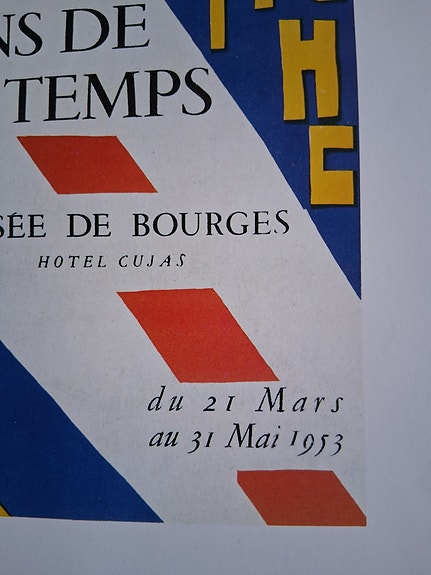 NS DE
TEMPS
H
C
SÉE DE BOURGES
HOTEL CUJAS
du 21 Mars
au 31 Mai 1953